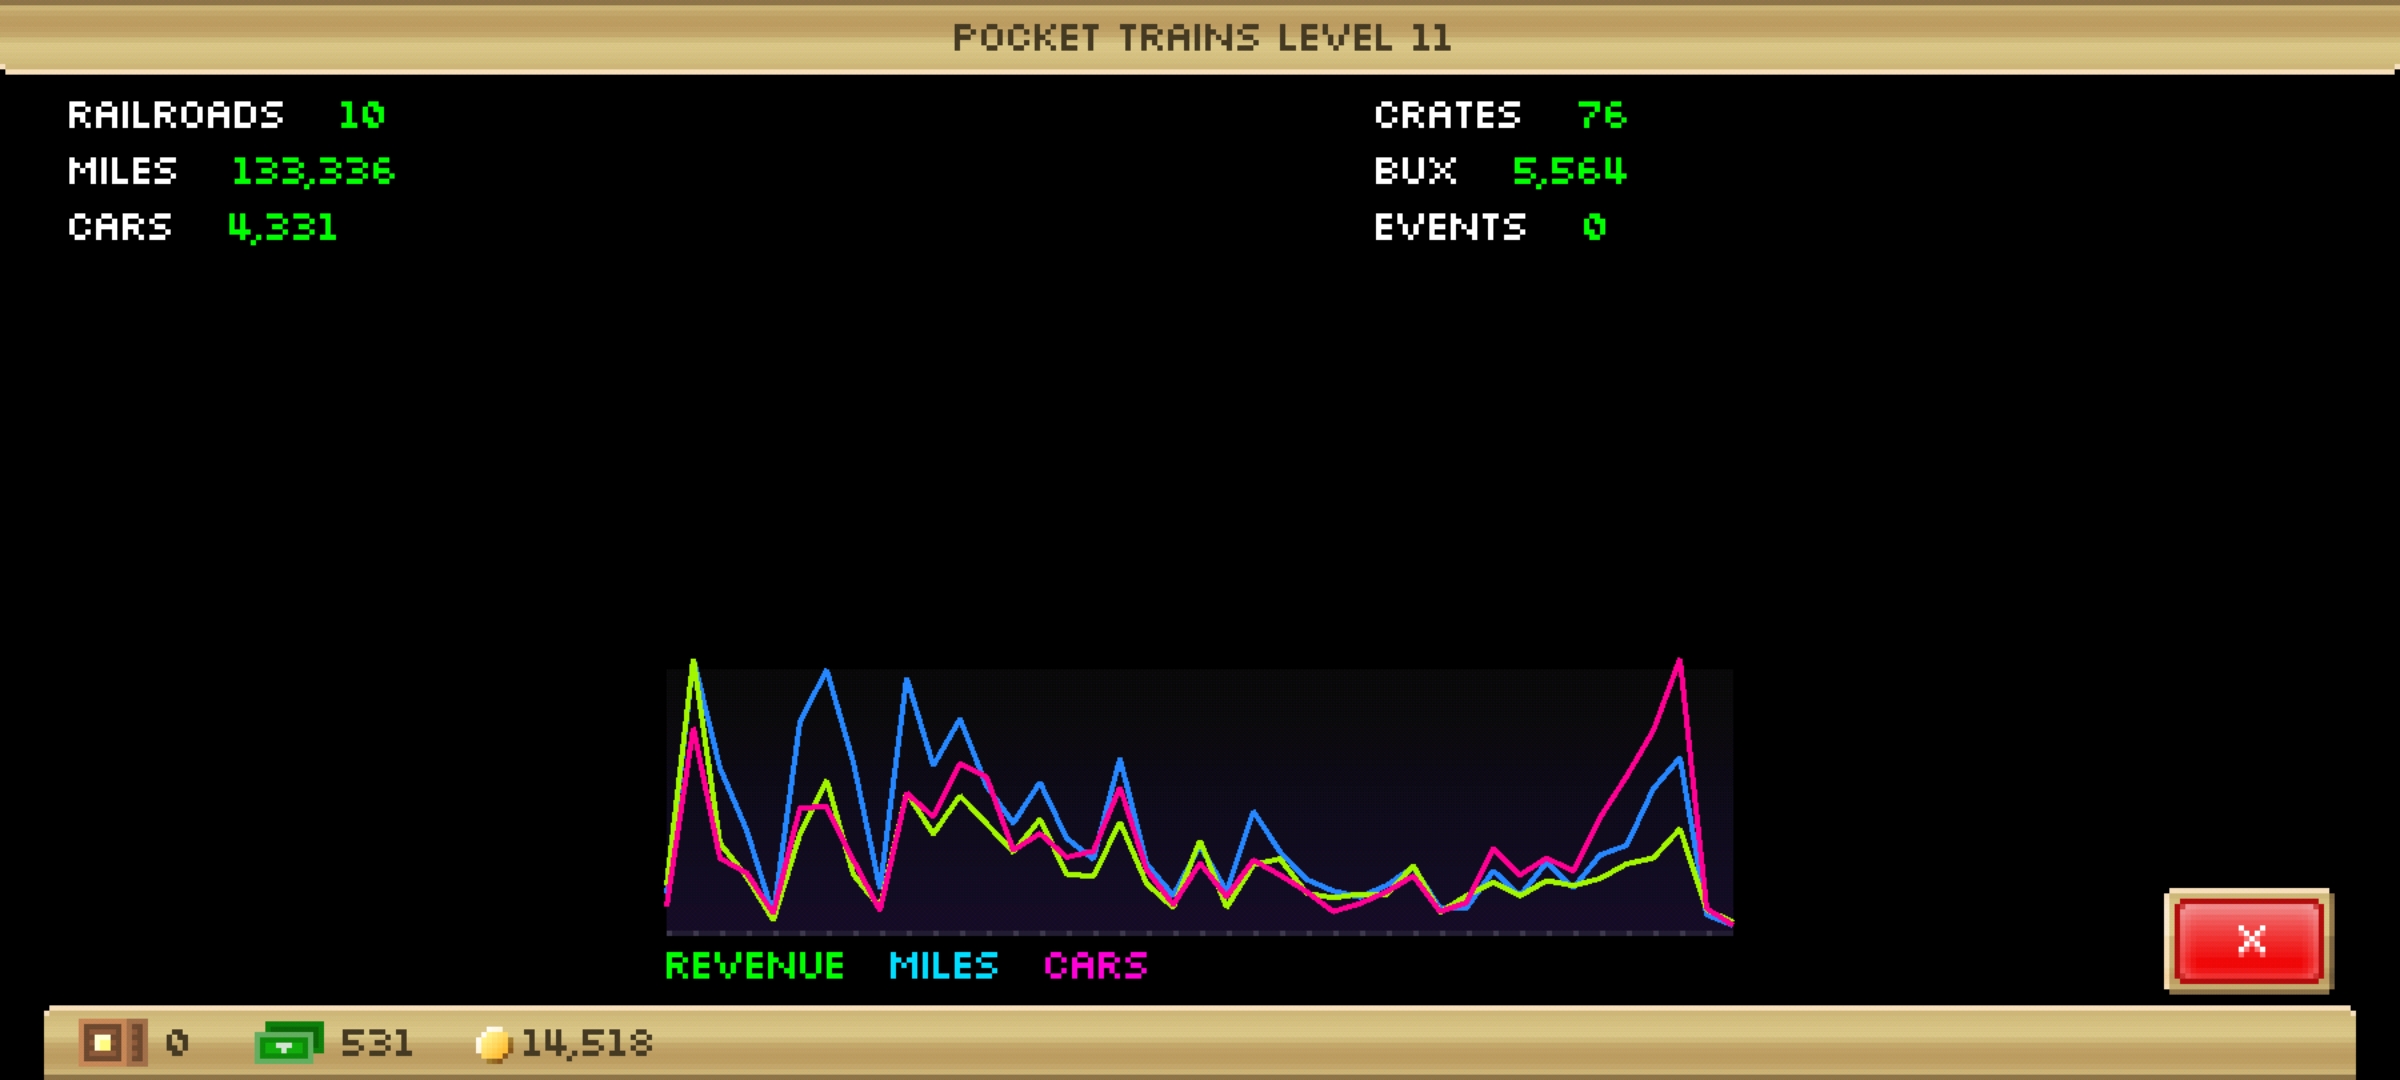 POCKET TRAINS LEVEL 11
RAILROADS 10
MILES 133,336
CARS 4,331
CRATES 76
BUX 5,564
EVENTS 0
REVENUE MILES CARS
X
0 531 14,518